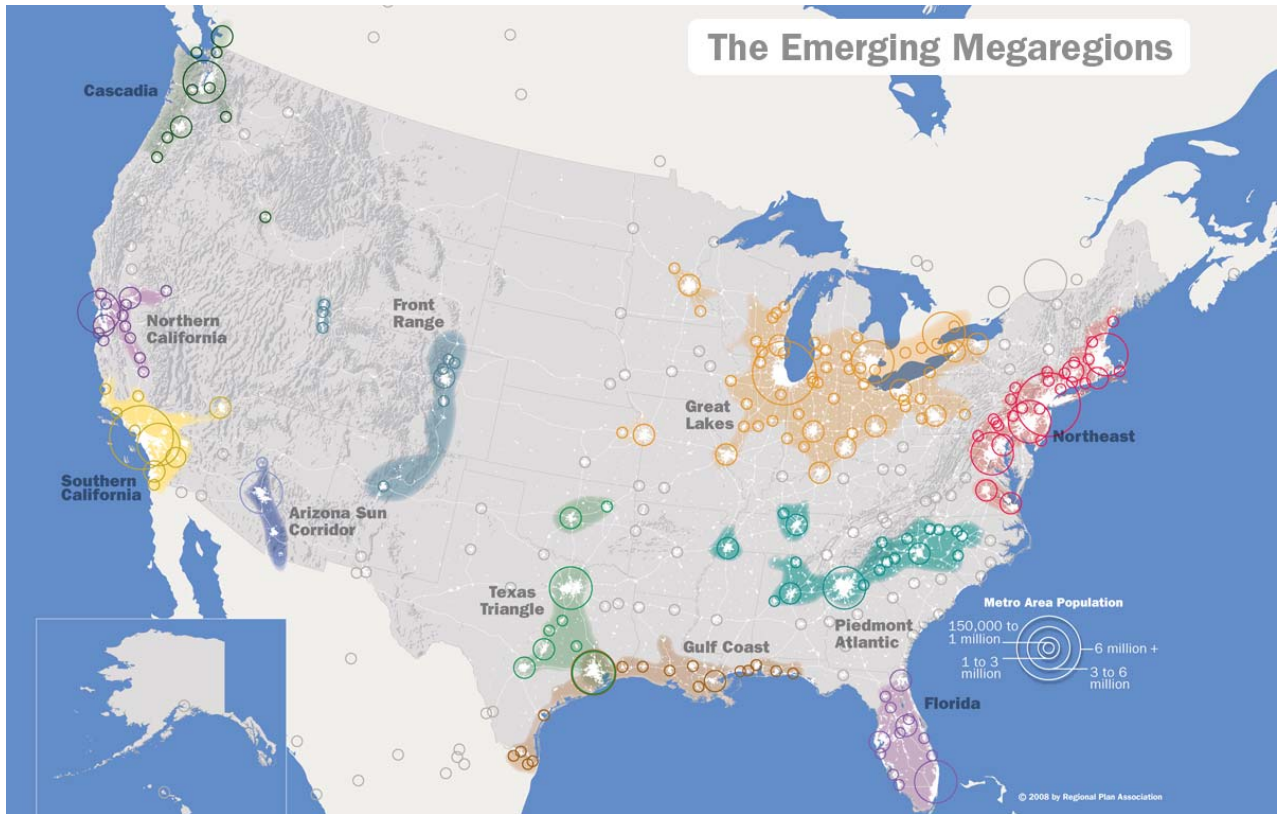 The Emerging Megaregions
Cascadia
Northern
California
Front
Range
Great
Lakes
Northeast
Southern
California
Arizona Sun
Corridor
Texas
Triangle
Gulf Coast
Piedmont
Atlantic
Florida
Metro Area Population
150,000 to
1 million
1 to 3
million
6 million +
3 to 6
million
© 2008 by Regional Plan Association